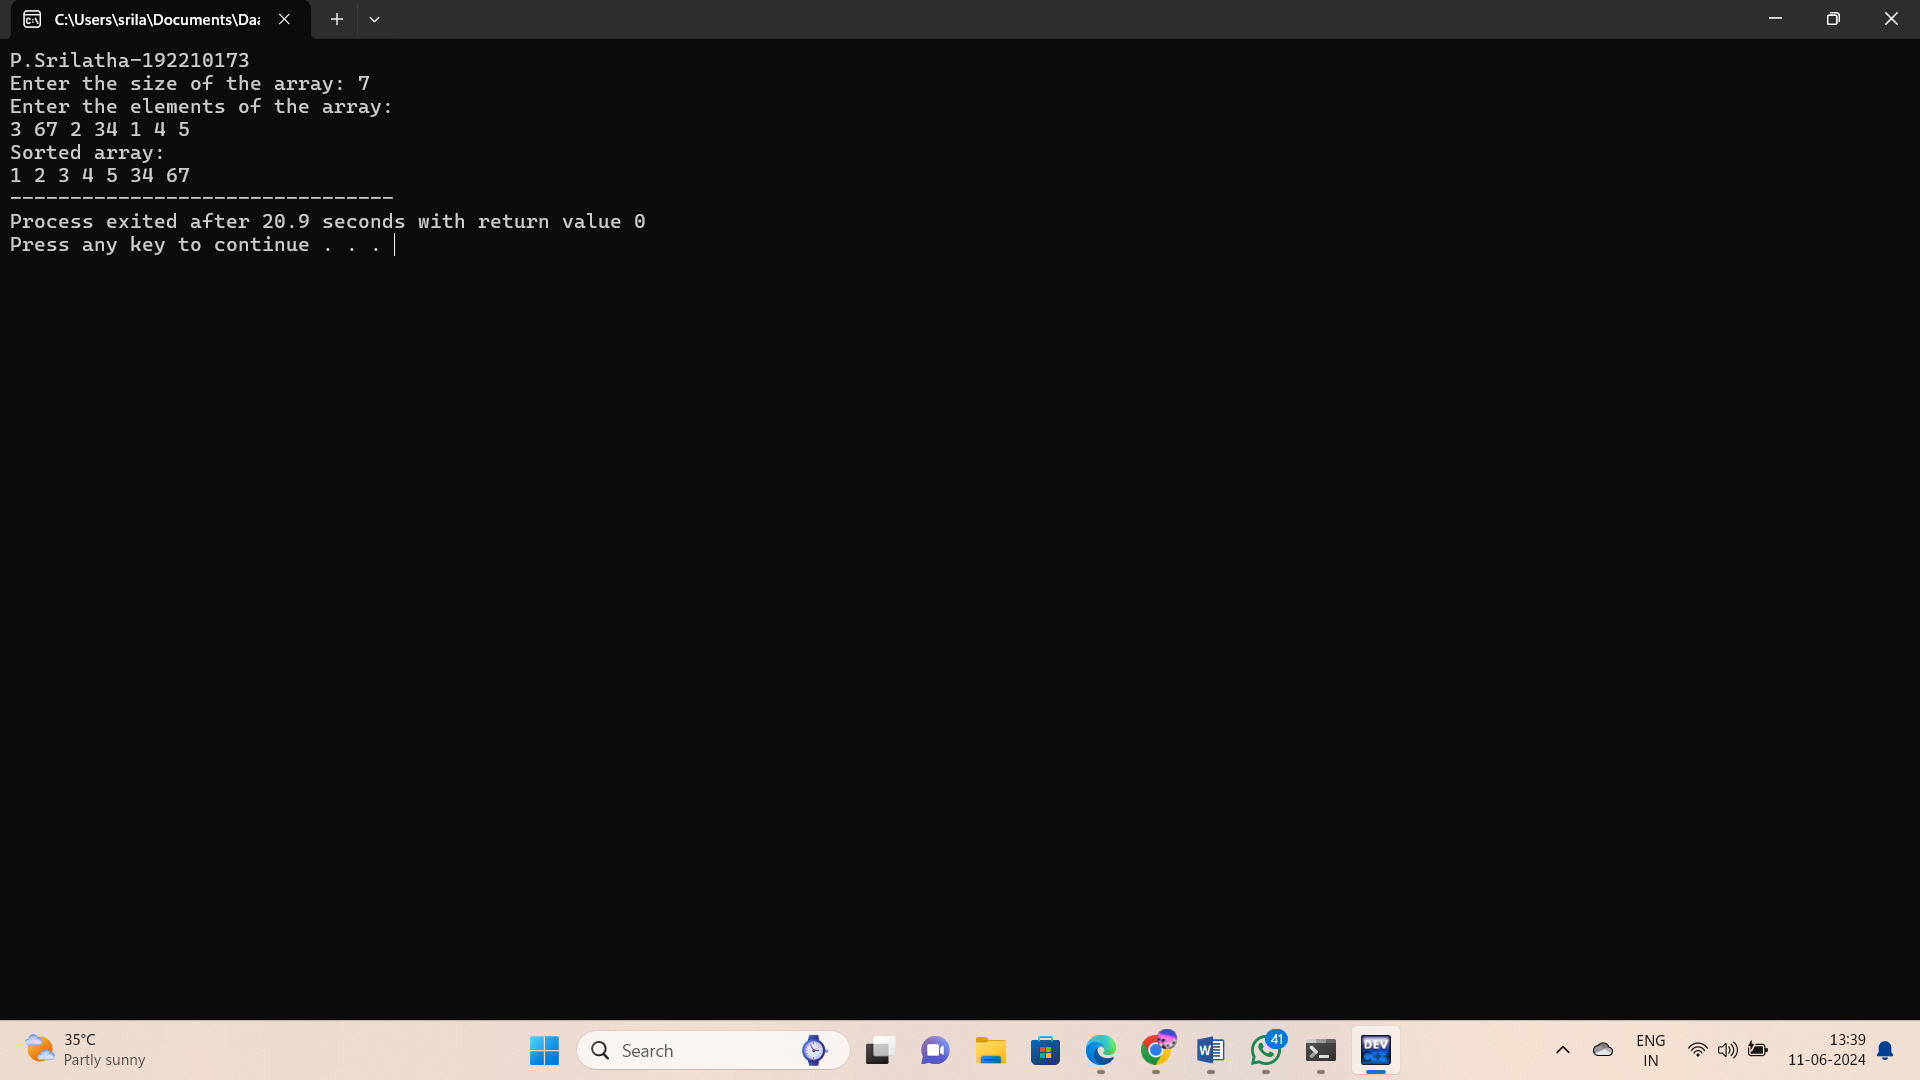 C:\Users\srila\Documents\Daa
P.Srilatha-192210173
Enter the size of the array: 7
Enter the elements of the array:
3 67 2 34 1 4 5
Sorted array:
1 2 3 4 5 34 67
--------------------------------
Process exited after 20.9 seconds with return value 0
Press any key to continue . . .
35°C
Partly sunny
Search
W
41
DEV
C++
ENG
IN
13:39
11-06-2024